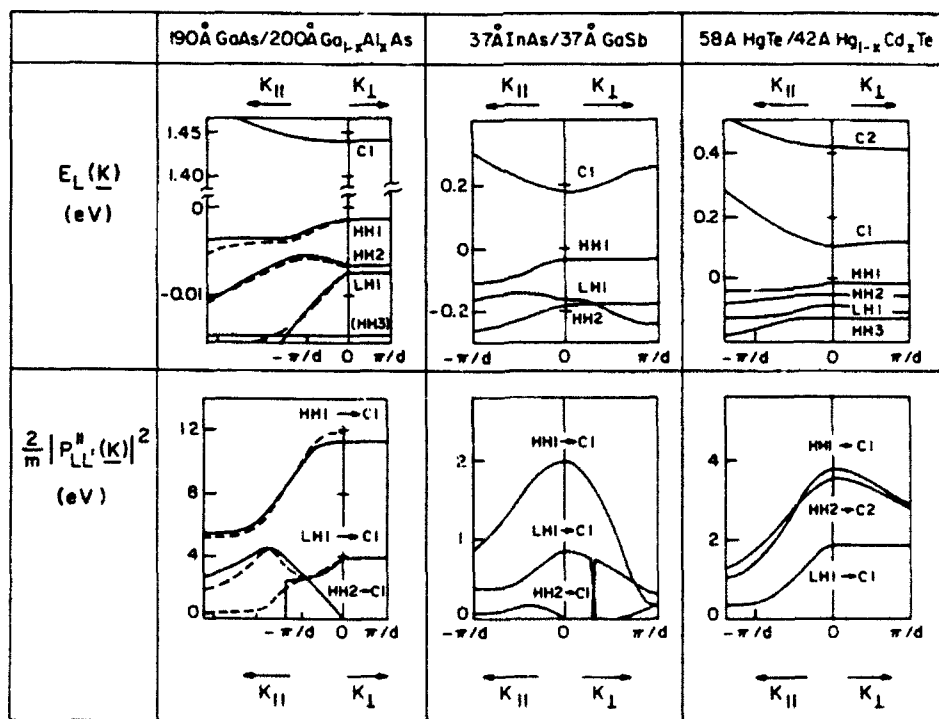 190Å GaAs/200Å Ga1-xAlxAs
37Å InAs/37Å GaSb
58A HgTe/42A Hg1-xCdxTe
E_L(K)
(eV)
K|| K⊥
1.45
1.40
0
-0.01
C1
HH1
HH2
LH1
(HH3)
-π/d 0 π/d
K|| K⊥
0.2
0
-0.2
C1
HH1
LH1
HH2
0 π/d
K|| K⊥
0.4
0.2
0
C2
C1
HH1
HH2
LH1
HH3
-π/d 0 π/d
2/m |P"LL'(K)|2
(eV)
12
8
4
0
HH1→C1
LH1→C1
HH2→C1
-π/d 0 π/d
K|| K⊥
2
1
0
HH1→C1
LH1→C1
HH2→C1
0 π/d
K|| K⊥
4
2
0
HH1→C1
HH2→C2
LH1→C1
-π/d 0 π/d
K|| K⊥